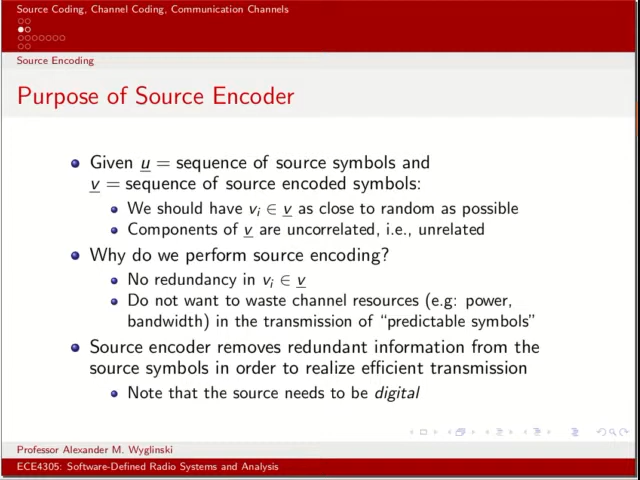 Source Coding, Channel Coding, Communication Channels
Source Encoding
Purpose of Source Encoder
Given u = sequence of source symbols and
v = sequence of source encoded symbols:
We should have vᵢ ∈ v as close to random as possible
Components of v are uncorrelated, i.e., unrelated
Why do we perform source encoding?
No redundancy in vᵢ ∈ v
Do not want to waste channel resources (e.g: power,
bandwidth) in the transmission of “predictable symbols”
Source encoder removes redundant information from the
source symbols in order to realize efficient transmission
Note that the source needs to be digital
Professor Alexander M. Wyglinski
ECE4305: Software-Defined Radio Systems and Analysis